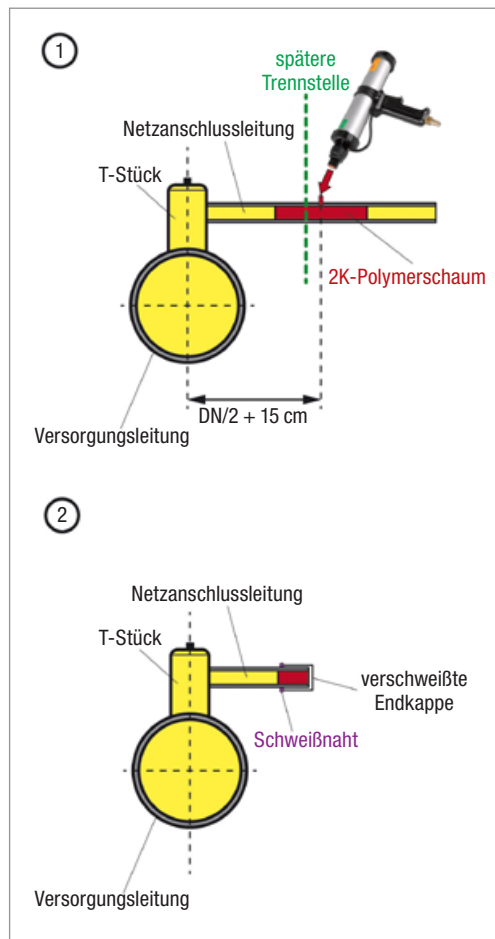 1
spätere
Trennstelle
Netzanschlussleitung
T-Stück
2K-Polymerschaum
DN/2 + 15 cm
Versorgungsleitung
2
Netzanschlussleitung
T-Stück
verschweißte
Endkappe
Schweißnaht
Versorgungsleitung